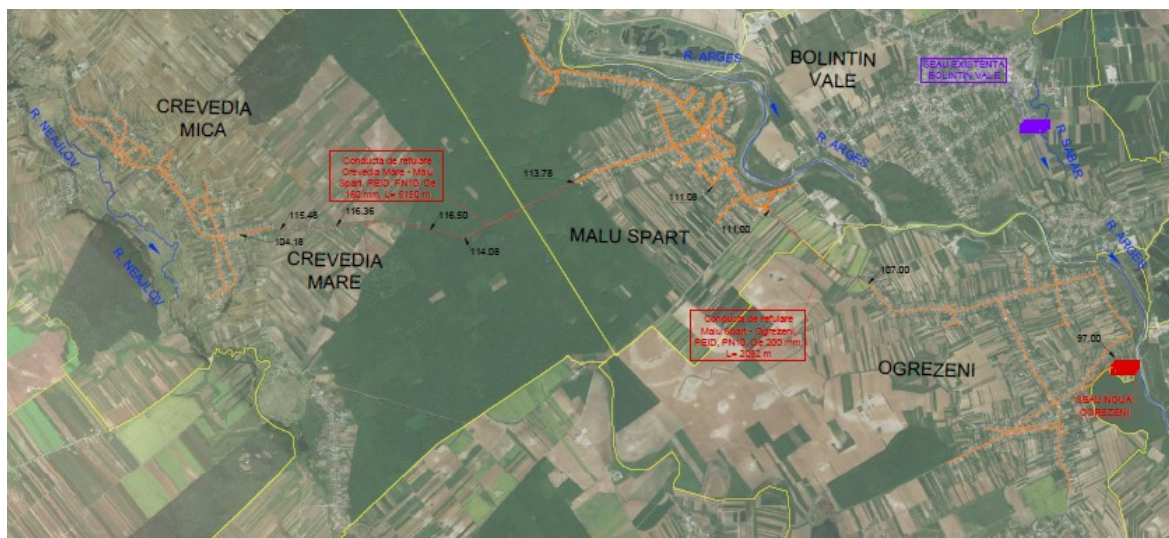 CREVEDIA
MICA
R. NEAJLOV
R. NEAJLOV
Conducta de refulare
Crevedia Mare - Malu
Spart, PEID, PN10, De
160 mm, L= 5190 m
115.48
116.36
104.18
CREVEDIA
MARE
116.50
114.08
113.78
MALU SPART
111.08
111.00
R. ARGES
BOLINTIN
VALE
SEAU EXISTENTA
BOLINTIN VALE
R. ARGES
R. SABAR
R. ARGES
107.00
Conducta de refulare
Malu Spart - Ogrezeni,
PEID, PN10, De 200 mm,
L= 2082 m
OGREZENI
97.00
SEAU NOUA
OGREZENI